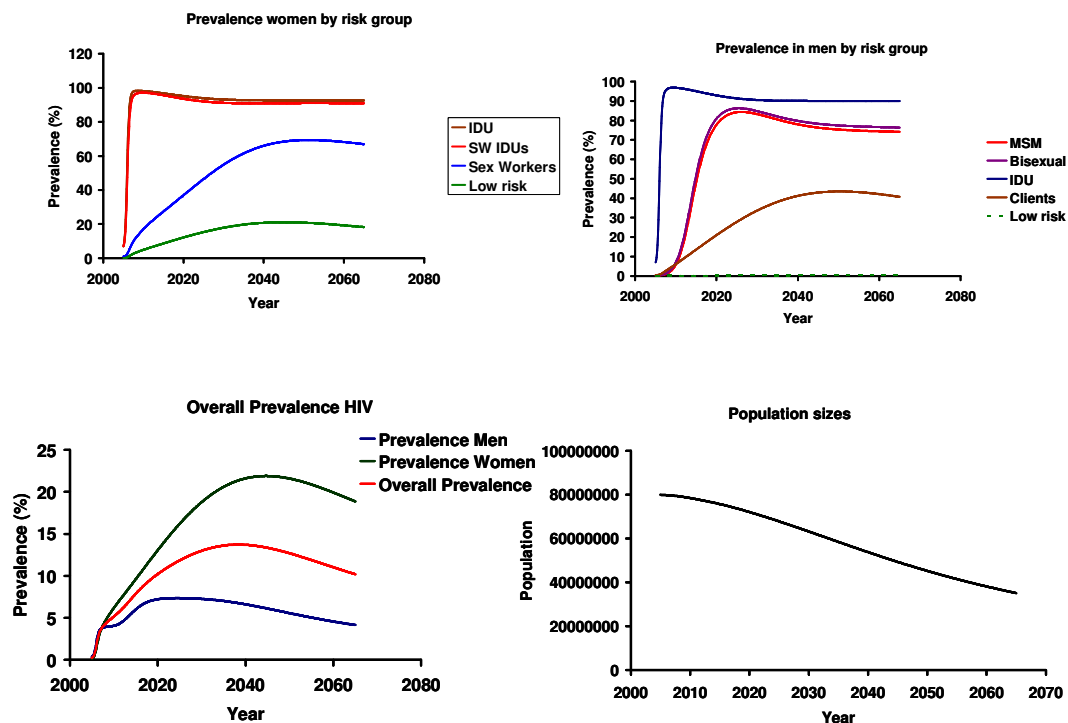 Prevalence women by risk group
120
100
80
60
40
20
0
Prevalence (%)
2000 2020 2040 2060 2080
Year
IDU
SW IDUs
Sex Workers
Low risk
Prevalence in men by risk group
100
90
80
70
60
50
40
30
20
10
0
Prevalence (%)
2000 2020 2040 2060 2080
Year
MSM
Bisexual
IDU
Clients
Low risk
Overall Prevalence HIV
25
20
15
10
5
0
Prevalence (%)
2000 2020 2040 2060 2080
Year
Prevalence Men
Prevalence Women
Overall Prevalence
Population sizes
100000000
80000000
60000000
40000000
20000000
0
Population
2000 2010 2020 2030 2040 2050 2060 2070
Year